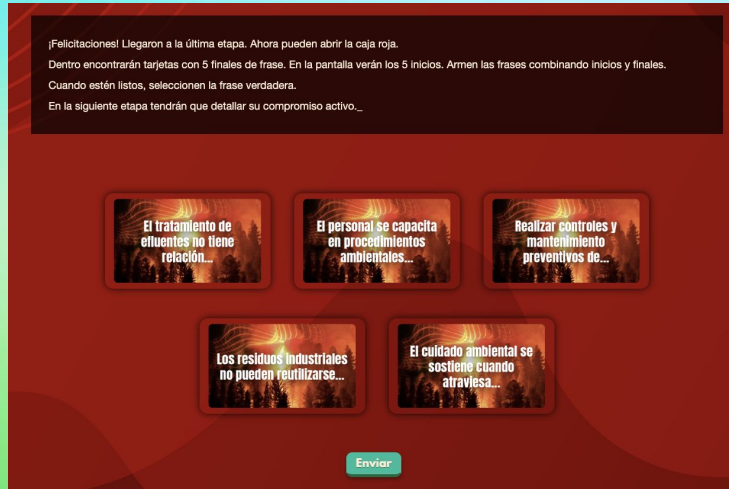 ¡Felicitaciones! Llegaron a la última etapa. Ahora pueden abrir la caja roja.
Dentro encontrarán tarjetas con 5 finales de frase. En la pantalla verán los 5 inicios. Armen las frases combinando inicios y finales.
Cuando estén listos, seleccionen la frase verdadera.
En la siguiente etapa tendrán que detallar su compromiso activo._
El tratamiento de
efluentes no tiene
relación...
El personal se capacita
en procedimientos
ambientales...
Realizar controles y
mantenimiento
preventivos de...
Los residuos industriales
no pueden reutilizarse...
El cuidado ambiental se
sostiene cuando
atraviesa...
Enviar